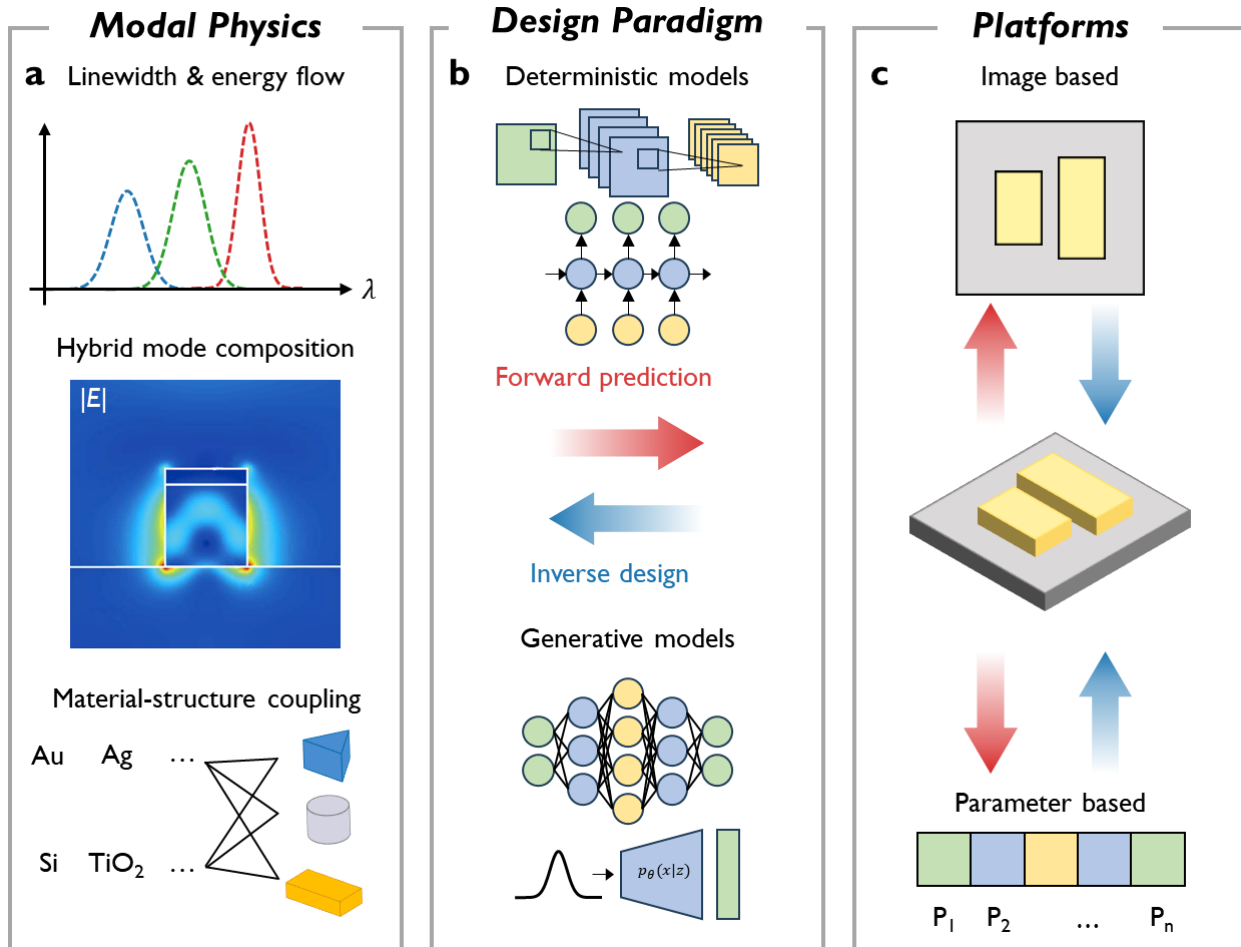 Modal Physics
a
Linewidth & energy flow
λ
Hybrid mode composition
|E|
Material-structure coupling
Au Ag ...
Si TiO₂ ...
Design Paradigm
b
Deterministic models
Forward prediction
Inverse design
Generative models
pθ(x|z)
Platforms
c
Image based
Parameter based
P₁ P₂ ... Pₙ